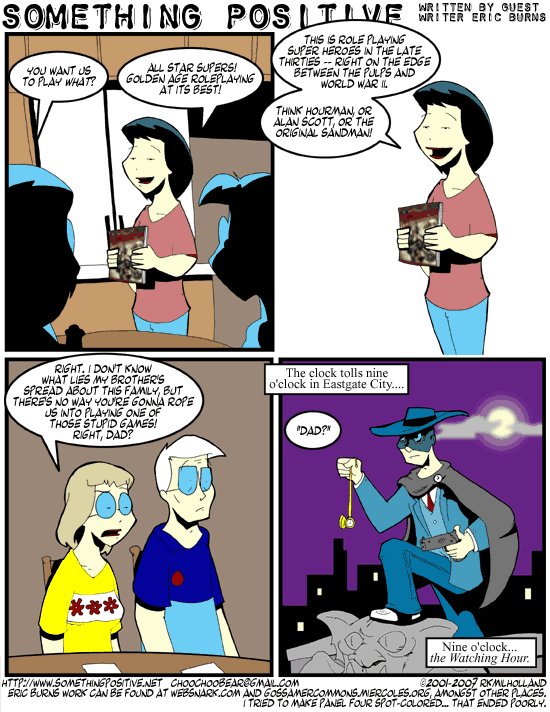 SOMETHING POSITIVE
WRITTEN BY GUEST
WRITER ERIC BURNS
YOU WANT US
TO PLAY WHAT?
ALL STAR SUPERS!
GOLDEN AGE ROLEPLAYING
AT ITS BEST!
THIS IS ROLE PLAYING
SUPER HEROES IN THE LATE
THIRTIES -- RIGHT ON THE EDGE
BETWEEN THE PULPS AND
WORLD WAR II.
THINK HOURMAN, OR
ALAN SCOTT, OR THE
ORIGINAL SANDMAN!
RIGHT. I DON'T KNOW
WHAT LIES MY BROTHER'S
SPREAD ABOUT THIS FAMILY, BUT
THERE'S NO WAY YOU'RE GONNA ROPE
US INTO PLAYING ONE OF
THOSE STUPID GAMES!
RIGHT, DAD?
The clock tolls nine
o'clock in Eastgate City....
"DAD?"
Nine o'clock...
the Watching Hour.
HTTP://WWW.SOMETHINGPOSITIVE.NET CHOOCHOOBEAR@GMAIL.COM ©2001-2007 RKMILHOLLAND
ERIC BURNS WORK CAN BE FOUND AT WEBSNARK.COM AND GOSSAMERCOMMONS.MIERCOLES.ORG, AMONGST OTHER PLACES.
I TRIED TO MAKE PANEL FOUR SPOT-COLORED... THAT ENDED POORLY.